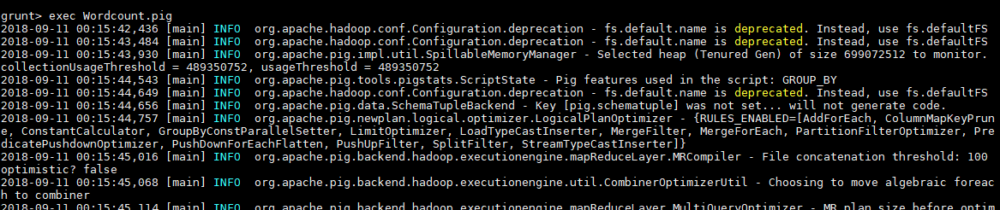 grunt> exec Wordcount.pig
2018-09-11 00:15:42,436 [main] INFO  org.apache.hadoop.conf.Configuration.deprecation - fs.default.name is deprecated. Instead, use fs.defaultFS
2018-09-11 00:15:43,484 [main] INFO  org.apache.hadoop.conf.Configuration.deprecation - fs.default.name is deprecated. Instead, use fs.defaultFS
2018-09-11 00:15:43,930 [main] INFO  org.apache.pig.impl.util.SpillableMemoryManager - Selected heap (Tenured Gen) of size 699072512 to monitor.
collectionUsageThreshold = 489350752, usageThreshold = 489350752
2018-09-11 00:15:44,543 [main] INFO  org.apache.pig.tools.pigstats.ScriptState - Pig features used in the script: GROUP_BY
2018-09-11 00:15:44,649 [main] INFO  org.apache.hadoop.conf.Configuration.deprecation - fs.default.name is deprecated. Instead, use fs.defaultFS
2018-09-11 00:15:44,656 [main] INFO  org.apache.pig.data.SchemaTupleBackend - Key [pig.schematuple] was not set... will not generate code.
2018-09-11 00:15:44,757 [main] INFO  org.apache.pig.newplan.logical.optimizer.LogicalPlanOptimizer - {RULES_ENABLED=[AddForEach, ColumnMapKeyPrun
e, ConstantCalculator, GroupByConstParallelSetter, LimitOptimizer, LoadTypeCastInserter, MergeFilter, MergeForEach, PartitionFilterOptimizer, Pre
dicatePushdownOptimizer, PushDownForEachFlatten, PushUpFilter, SplitFilter, StreamTypeCastInserter]}
2018-09-11 00:15:45,016 [main] INFO  org.apache.pig.backend.hadoop.executionengine.mapReduceLayer.MRCompiler - File concatenation threshold: 100
optimistic? false
2018-09-11 00:15:45,068 [main] INFO  org.apache.pig.backend.hadoop.executionengine.util.CombinerOptimizerUtil - Choosing to move algebraic foreac
h to combiner
2018-09-11 00:15:45,114 [main] INFO  org.apache.pig.backend.hadoop.executionengine.mapReduceLayer.MultiQueryOptimizer - MR plan size before optim